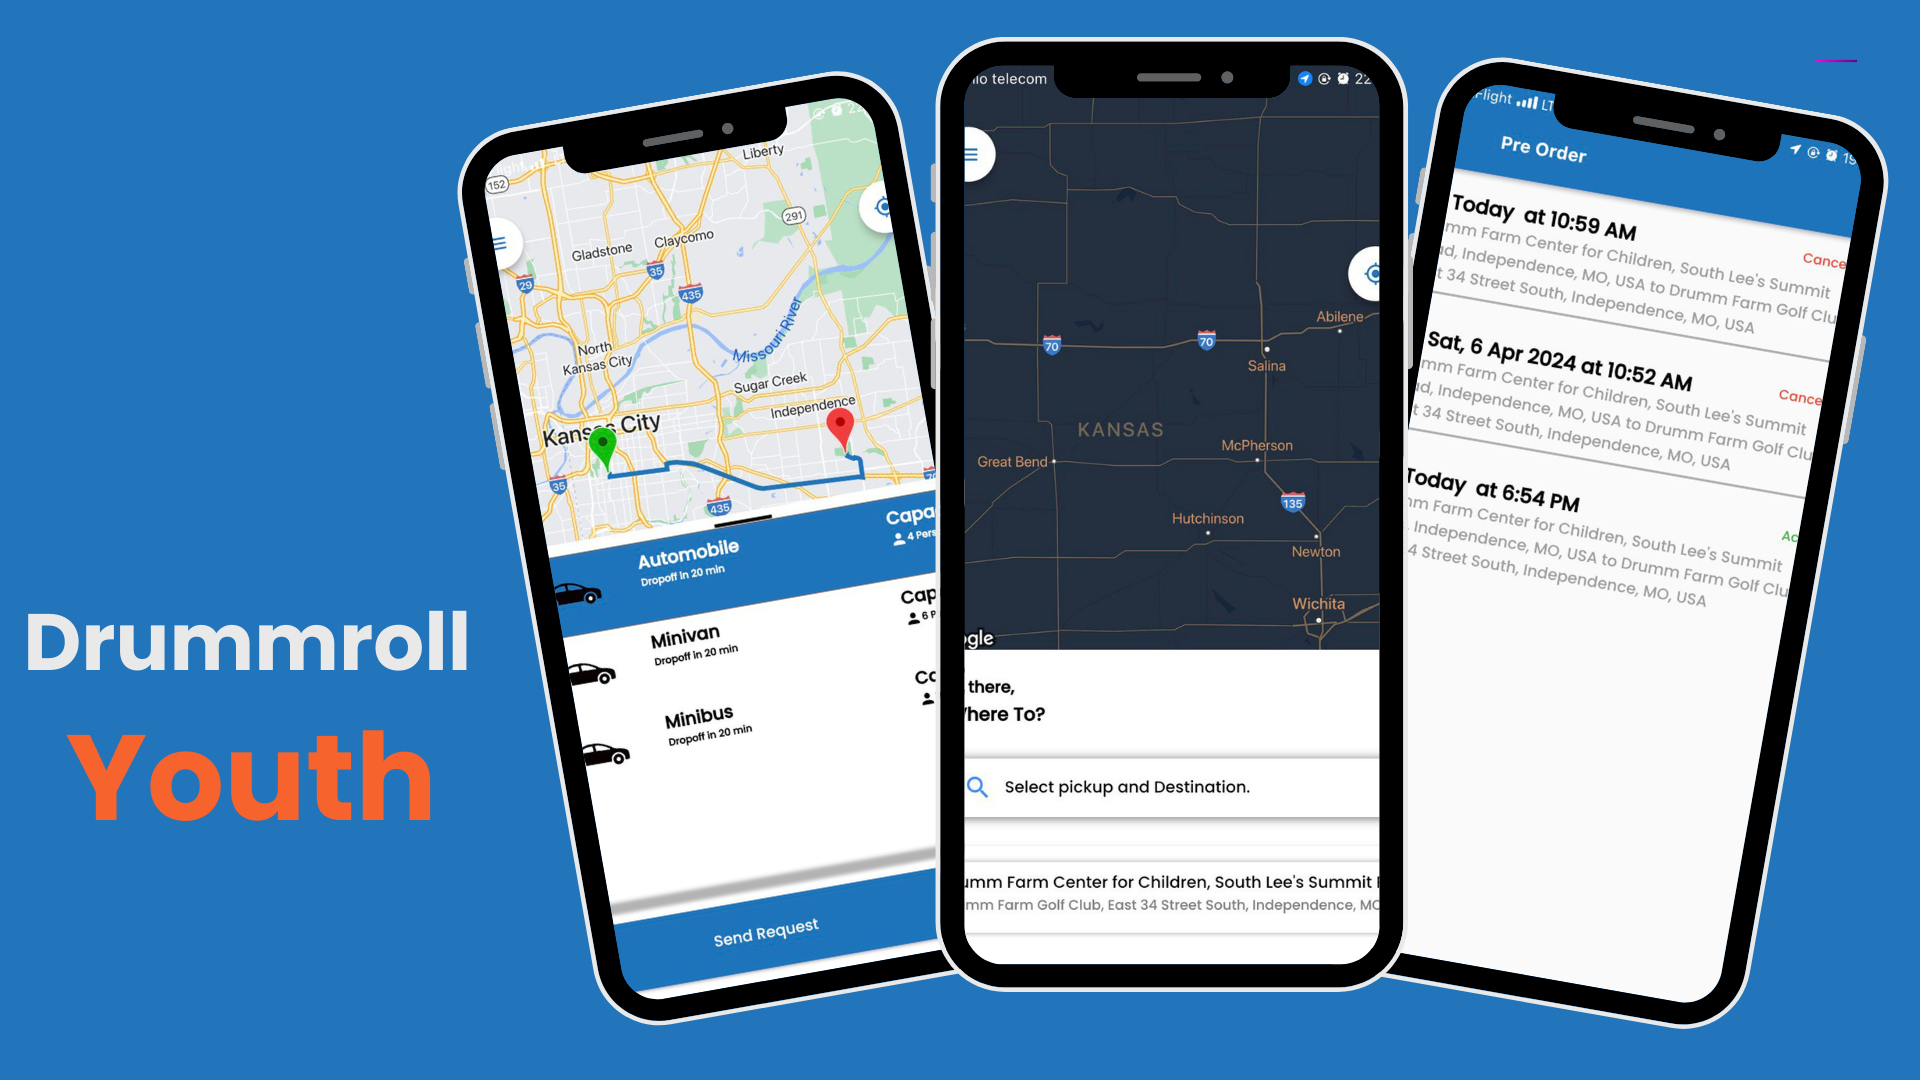 Drummroll
Youth
Liberty
152
291
Gladstone
Claycomo
35
29
435
Missouri River
North
Kansas City
Sugar Creek
Independence
Kansas City
35
435
Automobile
Dropoff in 20 min
Capa
4 Pers
Minivan
Dropoff in 20 min
Cap
6 P
Minibus
Dropoff in 20 min
Send Request
telecom
22
Abilene
70
70
Salina
KANSAS
McPherson
Great Bend
135
Hutchinson
Newton
Wichita
ogle
there,
here To?
Select pickup and Destination.
umm Farm Center for Children, South Lee's Summit
mm Farm Golf Club, East 34 Street South, Independence, MO
Flight LT
19
Pre Order
Today at 10:59 AM
mm Farm Center for Children, South Lee's Summit
Cance
ad, Independence, MO, USA to Drumm Farm Golf Clu
t 34 Street South, Independence, MO, USA
Sat, 6 Apr 2024 at 10:52 AM
mm Farm Center for Children, South Lee's Summit
Cance
ad, Independence, MO, USA to Drumm Farm Golf Clu
t 34 Street South, Independence, MO, USA
Today at 6:54 PM
mm Farm Center for Children, South Lee's Summit
Ac
Independence, MO, USA to Drumm Farm Golf Clu
4 Street South, Independence, MO, USA